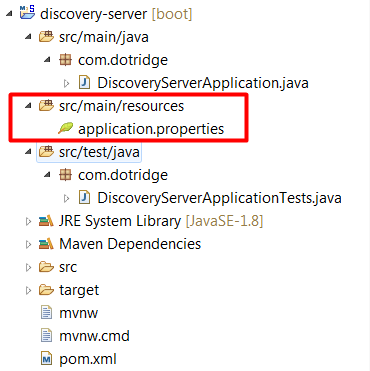 discovery-server [boot]
src/main/java
com.dotridge
DiscoveryServerApplication.java
src/main/resources
application.properties
src/test/java
com.dotridge
DiscoveryServerApplicationTests.java
JRE System Library [JavaSE-1.8]
Maven Dependencies
src
target
mvnw
mvnw.cmd
pom.xml